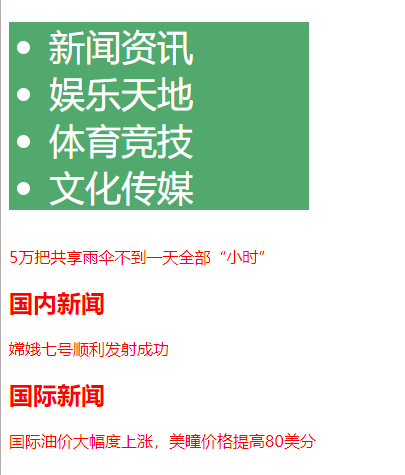 新闻资讯
娱乐天地
体育竞技
文化传媒
5万把共享雨伞不到一天全部“小时”
国内新闻
嫦娥七号顺利发射成功
国际新闻
国际油价大幅度上涨，美瞳价格提高80美分